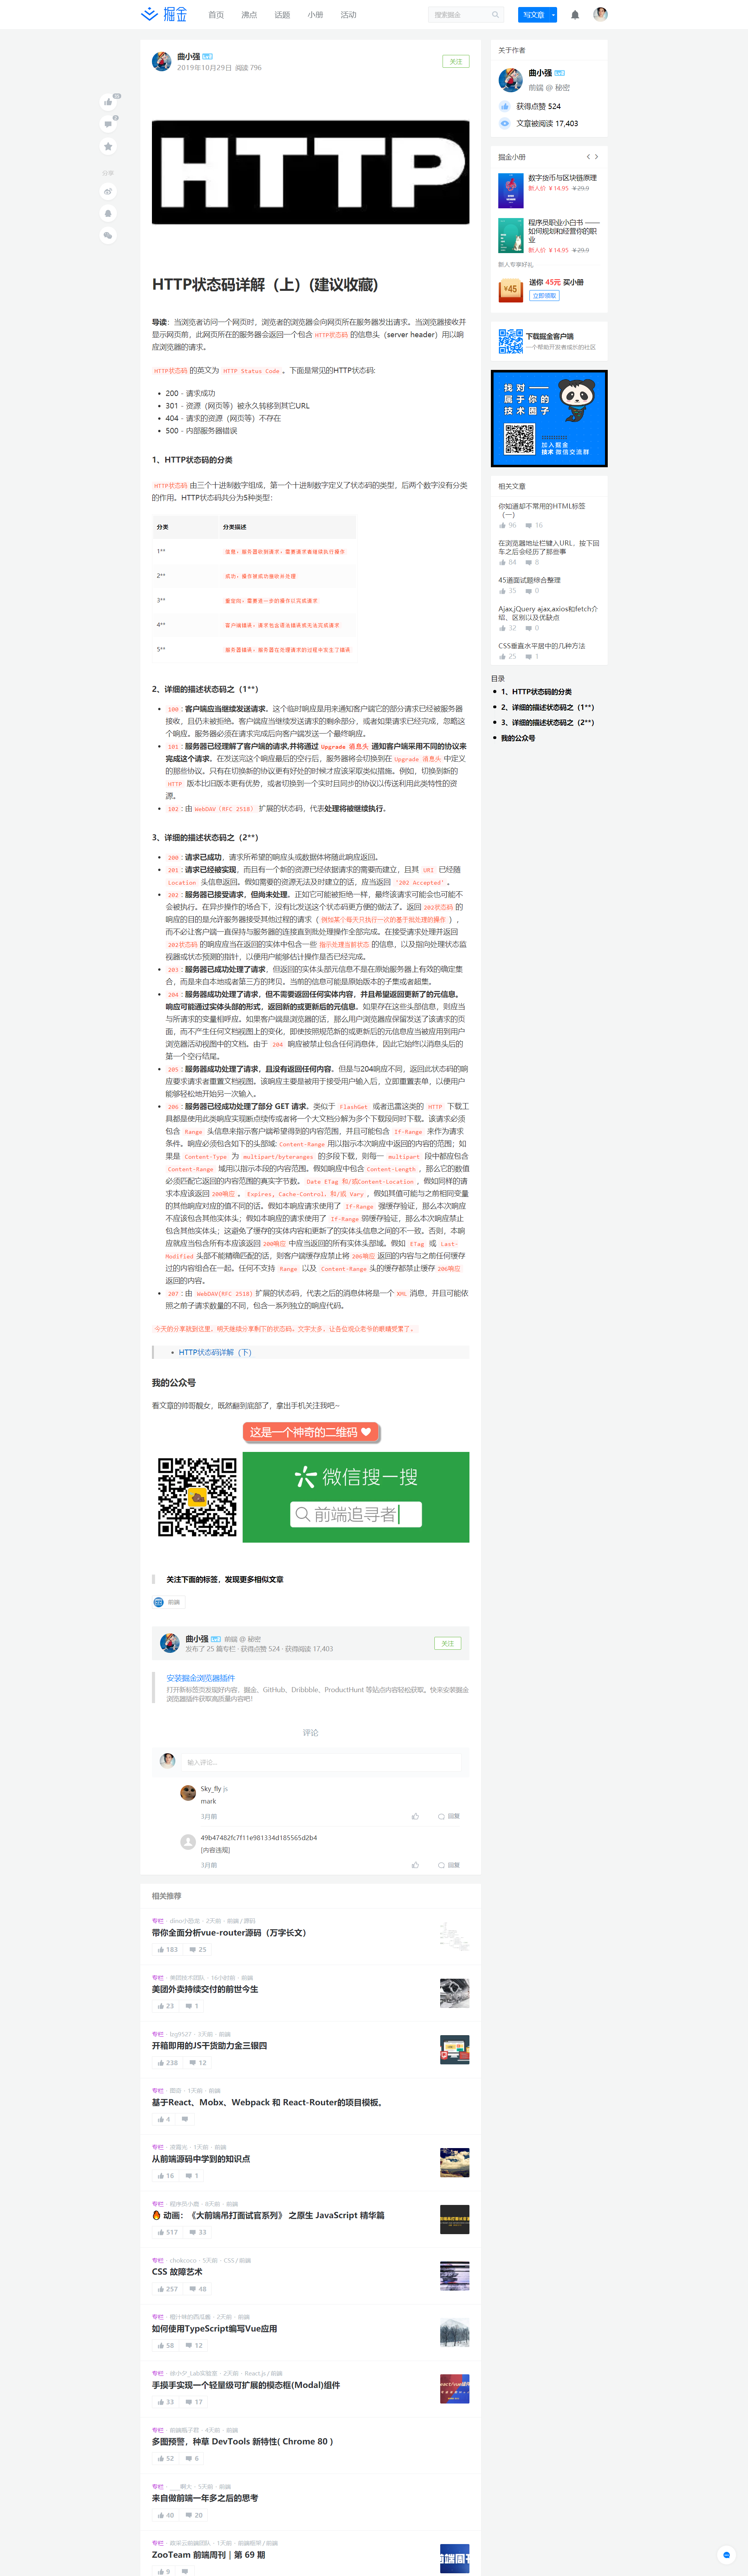 掘金
首页
沸点
话题
小册
活动
搜索掘金
写文章
曲小强
2019年10月29日 阅读 796
关注
分享
HTTP
HTTP状态码详解（上）(建议收藏)
导读：当浏览者访问一个网页时，浏览者的浏览器会向网页所在服务器发出请求。当浏览器接收并
显示网页前，此网页所在的服务器会返回一个包含 HTTP状态码 的信息头（server header）用以响
应浏览器的请求。
HTTP状态码 的英文为 HTTP Status Code 。下面是常见的HTTP状态码:
200 - 请求成功
301 - 资源（网页等）被永久转移到其它URL
404 - 请求的资源（网页等）不存在
500 - 内部服务器错误
1、HTTP状态码的分类
HTTP状态码 由三个十进制数字组成，第一个十进制数字定义了状态码的类型，后两个数字没有分类
的作用。HTTP状态码共分为5种类型：
分类 分类描述
1** 信息，服务器收到请求，需要请求者继续执行操作
2** 成功，操作被成功接收并处理
3** 重定向，需要进一步的操作以完成请求
4** 客户端错误，请求包含语法错误或无法完成请求
5** 服务器错误，服务器在处理请求的过程中发生了错误
2、详细的描述状态码之（1**）
100 : 客户端应当继续发送请求。这个临时响应是用来通知客户端它的部分请求已经被服务器
接收，且仍未被拒绝。客户端应当继续发送请求的剩余部分，或者如果请求已经完成，忽略这
个响应。服务器必须在请求完成后向客户端发送一个最终响应。
101 : 服务器已经理解了客户端的请求,并将通过 Upgrade 消息头 通知客户端采用不同的协议来
完成这个请求。在发送完这个响应最后的空行后，服务器将会切换到在 Upgrade 消息头 中定义
的那些协议。只有在切换新的协议更有好处的时候才应该采取类似措施。例如，切换到新的
HTTP 版本比旧版本更有优势，或者切换到一个实时且同步的协议以传送利用此类特性的资
源。
102 : 由 WebDAV（RFC 2518） 扩展的状态码，代表处理将被继续执行。
3、详细的描述状态码之（2**）
200 : 请求已成功，请求所希望的响应头或数据体将随此响应返回。
201 : 请求已经被实现，而且有一个新的资源已经依据请求的需要而建立，且其 URI 已经随
Location 头信息返回。假如需要的资源无法及时建立的话，应当返回 '202 Accepted' 。
202 : 服务器已接受请求，但尚未处理。正如它可能被拒绝一样，最终该请求可能会也可能不
会被执行。在异步操作的场合下，没有比发送这个状态码更方便的做法了。返回 202状态码 的
响应的目的是允许服务器接受其他过程的请求（ 例如某个每天只执行一次的基于批处理的操作 ），
而不必让客户端一直保持与服务器的连接直到批处理操作全部完成。在接受请求处理并返回
202状态码 的响应应当在返回的实体中包含一些 指示处理当前状态 的信息，以及指向处理状态监
视器或状态预测的指针，以便用户能够估计操作是否已经完成。
203 : 服务器已成功处理了请求，但返回的实体头部元信息不是在原始服务器上有效的确定集
合，而是来自本地或者第三方的拷贝。当前的信息可能是原始版本的子集或者超集。
204 : 服务器成功处理了请求，但不需要返回任何实体内容，并且希望返回更新了的元信息。
响应可能通过实体头部的形式，返回新的或更新后的元信息。如果存在这些头部信息，则应当
与所请求的变量相呼应。如果客户端是浏览器的话，那么用户浏览器应保留发送了该请求的页
面，而不产生任何文档视图上的变化，即使按照规范新的或更新后的元信息应当被应用到用户
浏览器活动视图中的文档。由于 204 响应被禁止包含任何消息体，因此它始终以消息头后的
第一个空行结尾。
205 : 服务器成功处理了请求，且没有返回任何内容。但是与204响应不同，返回此状态码的响
应要求请求者重置文档视图。该响应主要是被用于接受用户输入后，立即重置表单，以便用户
能够轻松地开始另一次输入。
206 : 服务器已经成功处理了部分 GET 请求。类似于 FlashGet 或者迅雷这类的 HTTP 下载工
具都是使用此类响应实现断点续传或者将一个大文档分解为多个下载段同时下载。该请求必须
包含 Range 头信息来指示客户端希望得到的内容范围，并且可能包含 If-Range 来作为请求
条件。响应必须包含如下的头部域: Content-Range 用以指示本次响应中返回的内容的范围；如
果是 Content-Type 为 multipart/byteranges 的多段下载，则每一 multipart 段中都应包含
Content-Range 域用以指示本段的内容范围。假如响应中包含 Content-Length ，那么它的数值
必须匹配它返回的内容范围的真实字节数。 Date ETag 和/或Content-Location ，假如同样的请
求本应该返回 200响应 。 Expires, Cache-Control，和/或 Vary ，假如其值可能与之前相同变量
的其他响应对应的值不同的话。假如本响应请求使用了 If-Range 强缓存验证，那么本次响应
不应该包含其他实体头；假如本响应的请求使用了 If-Range 弱缓存验证，那么本次响应禁止
包含其他实体头；这避免了缓存的实体内容和更新了的实体头信息之间的不一致。否则，本响
应就应当包含所有本应该返回 200响应 中应当返回的所有实体头部域。假如 ETag 或 Last-
Modified 头部不能精确匹配的话，则客户端缓存应禁止将 206响应 返回的内容与之前任何缓存
过的内容组合在一起。任何不支持 Range 以及 Content-Range 头的缓存都禁止缓存 206响应
返回的内容。
207 : 由 WebDAV(RFC 2518) 扩展的状态码，代表之后的消息体将是一个 XML 消息，并且可能依
照之前子请求数量的不同，包含一系列独立的响应代码。
今天的分享就到这里，明天继续分享剩下的状态码。文字太多，让各位观众老爷的眼睛受累了。
HTTP状态码详解（下）
我的公众号
看文章的帅哥靓女，既然翻到底部了，拿出手机关注我吧~
这是一个神奇的二维码
微信搜一搜
前端追寻者
关注下面的标签，发现更多相似文章
前端
曲小强 前端 @ 秘密
发布了 25 篇专栏 · 获得点赞 524 · 获得阅读 17,403
关注
安装掘金浏览器插件
打开新标签页发现好内容，掘金、GitHub、Dribbble、ProductHunt 等站点内容轻松获取。快来安装掘金
浏览器插件获取高质量内容吧！
评论
输入评论...
Sky_fly js
mark
3月前 回复
49b47482fc7f11e981334d185565d2b4
[内容违规]
3月前 回复
相关推荐
专栏 · dino小恐龙 · 2天前 · 前端 / 源码
带你全面分析vue-router源码（万字长文）
183 25
专栏 · 美团技术团队 · 16小时前 · 前端
美团外卖持续交付的前世今生
23 1
专栏 · lzg9527 · 3天前 · 前端
开箱即用的JS干货助力金三银四
238 12
专栏 · 1天前 · 前端
基于React、Mobx、Webpack 和 React-Router的项目模板。
4
专栏 · 1天前 · 前端
从前端源码中学到的知识点
16 1
专栏 · 程序员小鹿 · 6天前 · 前端
动画：《大前端吊打面试官系列》 之原生 JavaScript 精华篇
517 33
专栏 · chokcoco · 5天前 · CSS / 前端
CSS 故障艺术
257 48
专栏 · 橙汁味的西瓜酱 · 2天前 · 前端
如何使用TypeScript编写Vue应用
58 12
专栏 · 徐小夕_Lab实验室 · 2天前 · React.js / 前端
手摸手实现一个轻量级可扩展的模态框(Modal)组件
33 17
专栏 · 前端瓶子君 · 4天前 · 前端
多图预警，种草 DevTools 新特性( Chrome 80 )
52 6
专栏 · 5天前 · 前端
来自做前端一年多之后的思考
40 20
专栏 · 政采云前端团队 · 1天前 · 前端框架 / 前端
ZooTeam 前端周刊｜第 69 期
9
关于作者
曲小强
前端 @ 秘密
获得点赞 524
文章被阅读 17,403
掘金小册
数字货币与区块链原理
新人价 ￥14.95 ￥29.9
程序员职业小白书 ——
如何规划和经营你的职
业
新人价 ￥14.95 ￥29.9
新人专享好礼
¥45
送你 45元 买小册
立即领取
下载掘金客户端
一个帮助开发者成长的社区
找对
属于你的
技术圈子
加入掘金
技术 微信交流群
相关文章
你知道却不常用的HTML标签
（一）
96 16
在浏览器地址栏键入URL，按下回
车之后会经历了那些事
84 8
45道面试题综合整理
35 0
Ajax,jQuery ajax,axios和fetch介
绍、区别以及优缺点
32 0
CSS垂直水平居中的几种方法
25 1
目录
1、HTTP状态码的分类
2、详细的描述状态码之（1**）
3、详细的描述状态码之（2**）
我的公众号